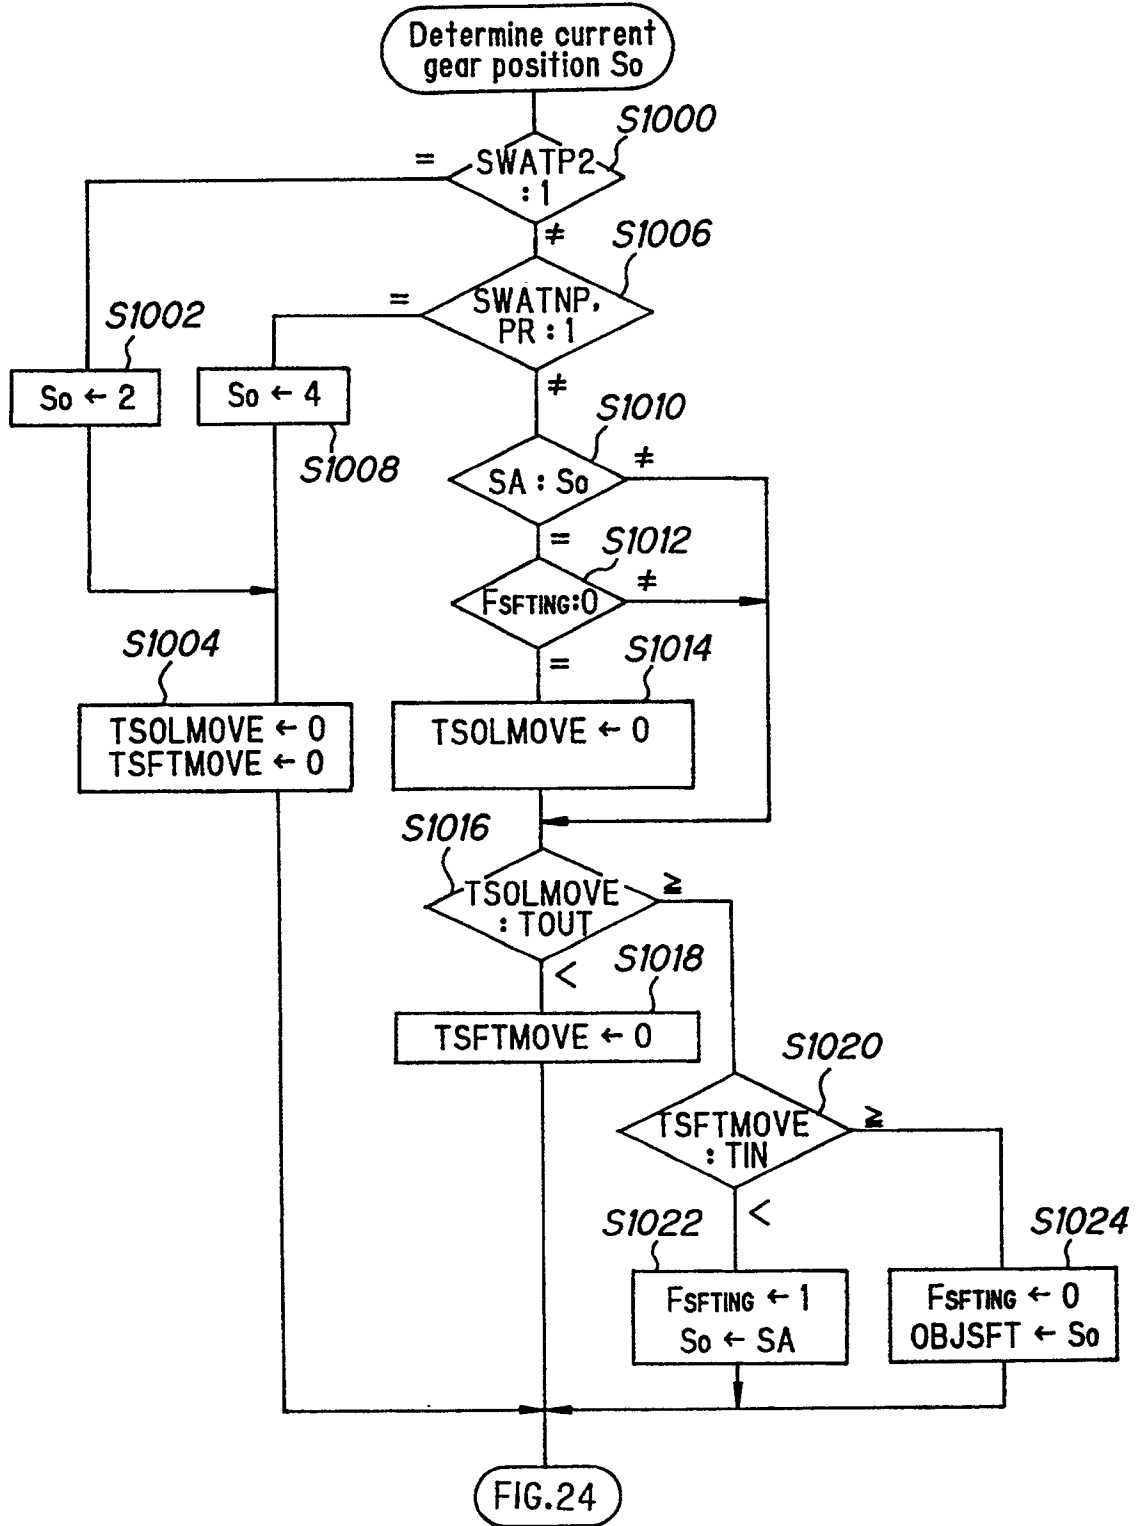 Determine current
gear position So
S1000
=
SWATP2
: 1
≠
S1006
=
SWATNP,
PR : 1
≠
S1002
So ← 2
So ← 4
S1008
S1010
SA : So
≠
=
S1012
FSFTING:0
≠
=
S1004
TSOLMOVE ← 0
TSFTMOVE ← 0
S1014
TSOLMOVE ← 0
S1016
TSOLMOVE
: TOUT
≧
<
S1018
TSFTMOVE ← 0
S1020
TSFTMOVE
: TIN
≧
<
S1022
FSFTING ← 1
So ← SA
S1024
FSFTING ← 0
OBJSFT ← So
FIG.24